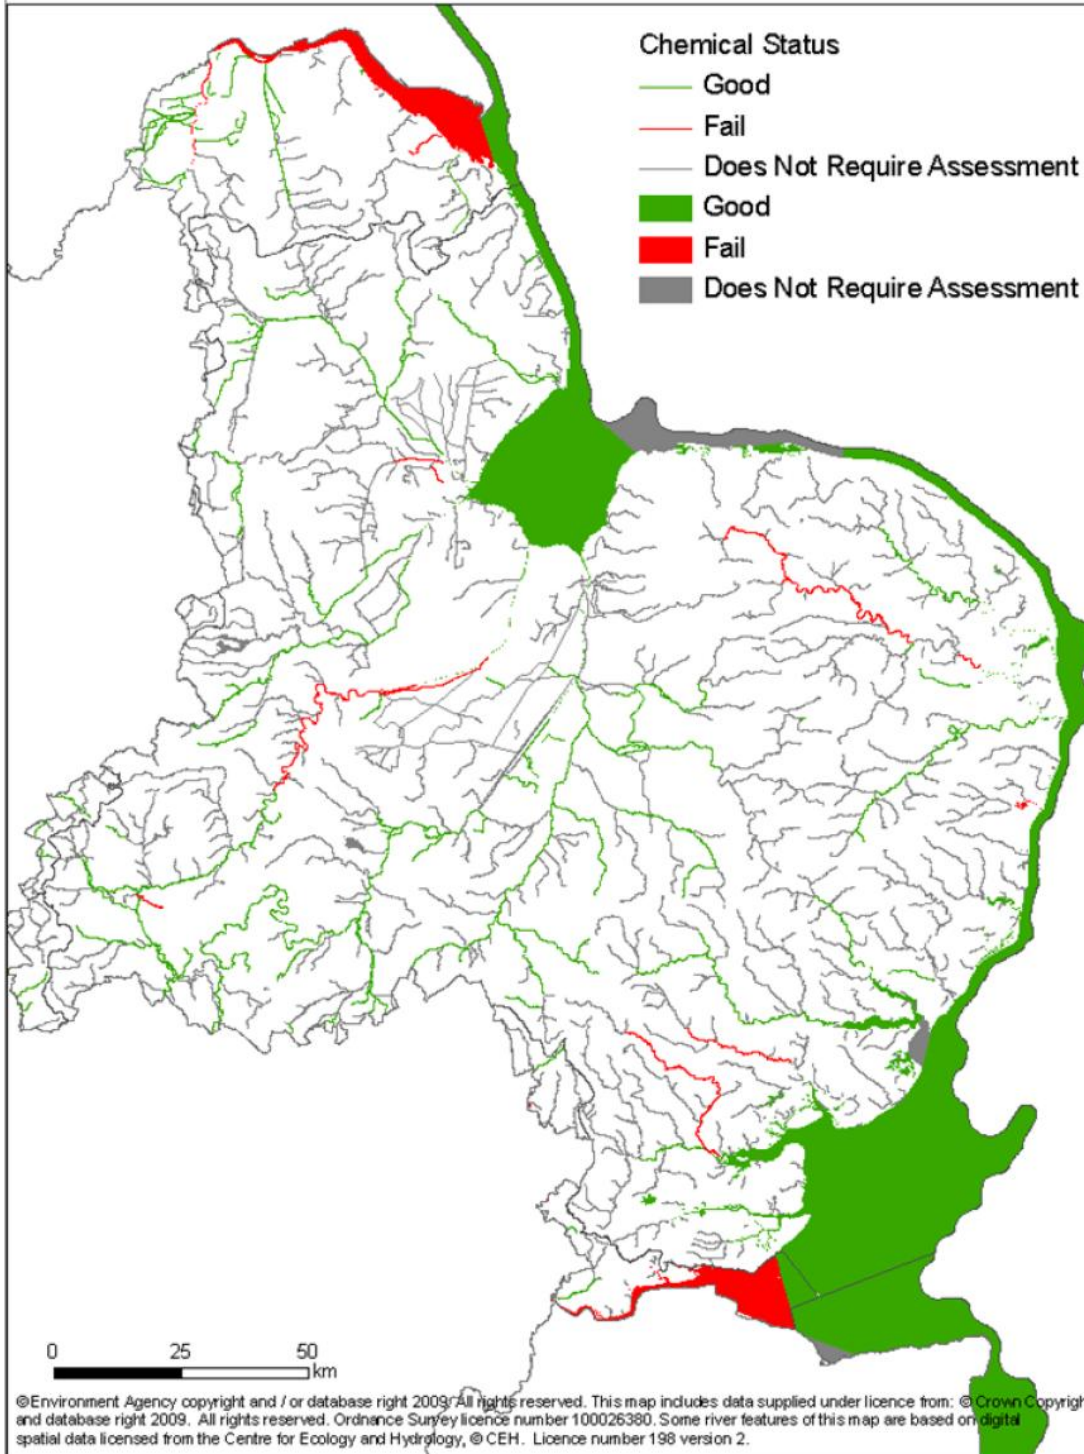 Chemical Status
Good
Fail
Does Not Require Assessment
Good
Fail
Does Not Require Assessment
0 25 50
km
©Environment Agency copyright and / or database right 2009. All rights reserved. This map includes data supplied under licence from: © Crown Copyrigh
and database right 2009. All rights reserved. Ordnance Survey licence number 100026380. Some river features of this map are based on digital
spatial data licensed from the Centre for Ecology and Hydrology, © CEH. Licence number 198 version 2.